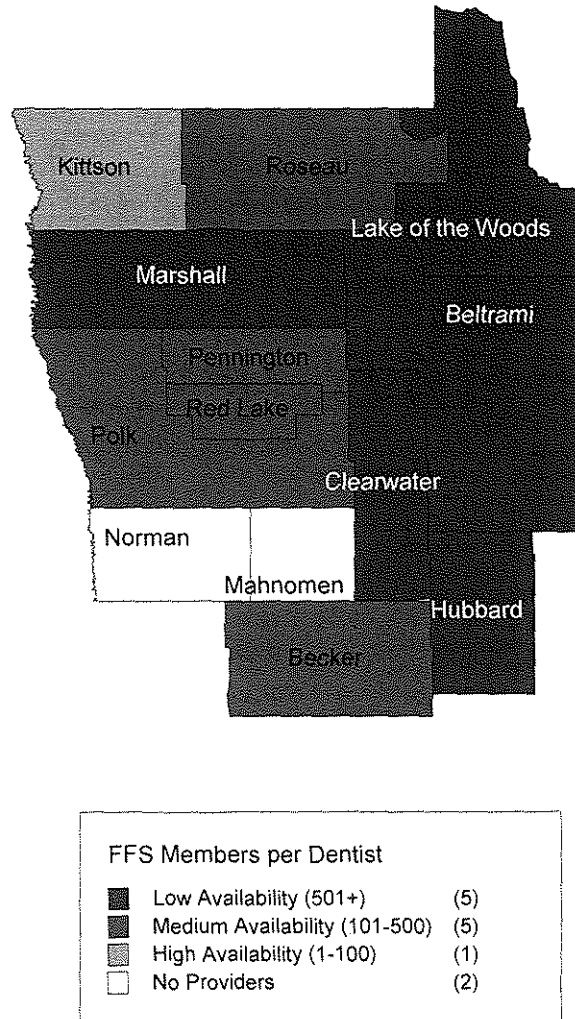 Kittson
Roseau
Lake of the Woods
Marshall
Beltrami
Pennington
Red Lake
Polk
Clearwater
Norman
Mahnomen
Hubbard
Becker
FFS Members per Dentist
Low Availability (501+) (5)
Medium Availability (101-500) (5)
High Availability (1-100) (1)
No Providers (2)